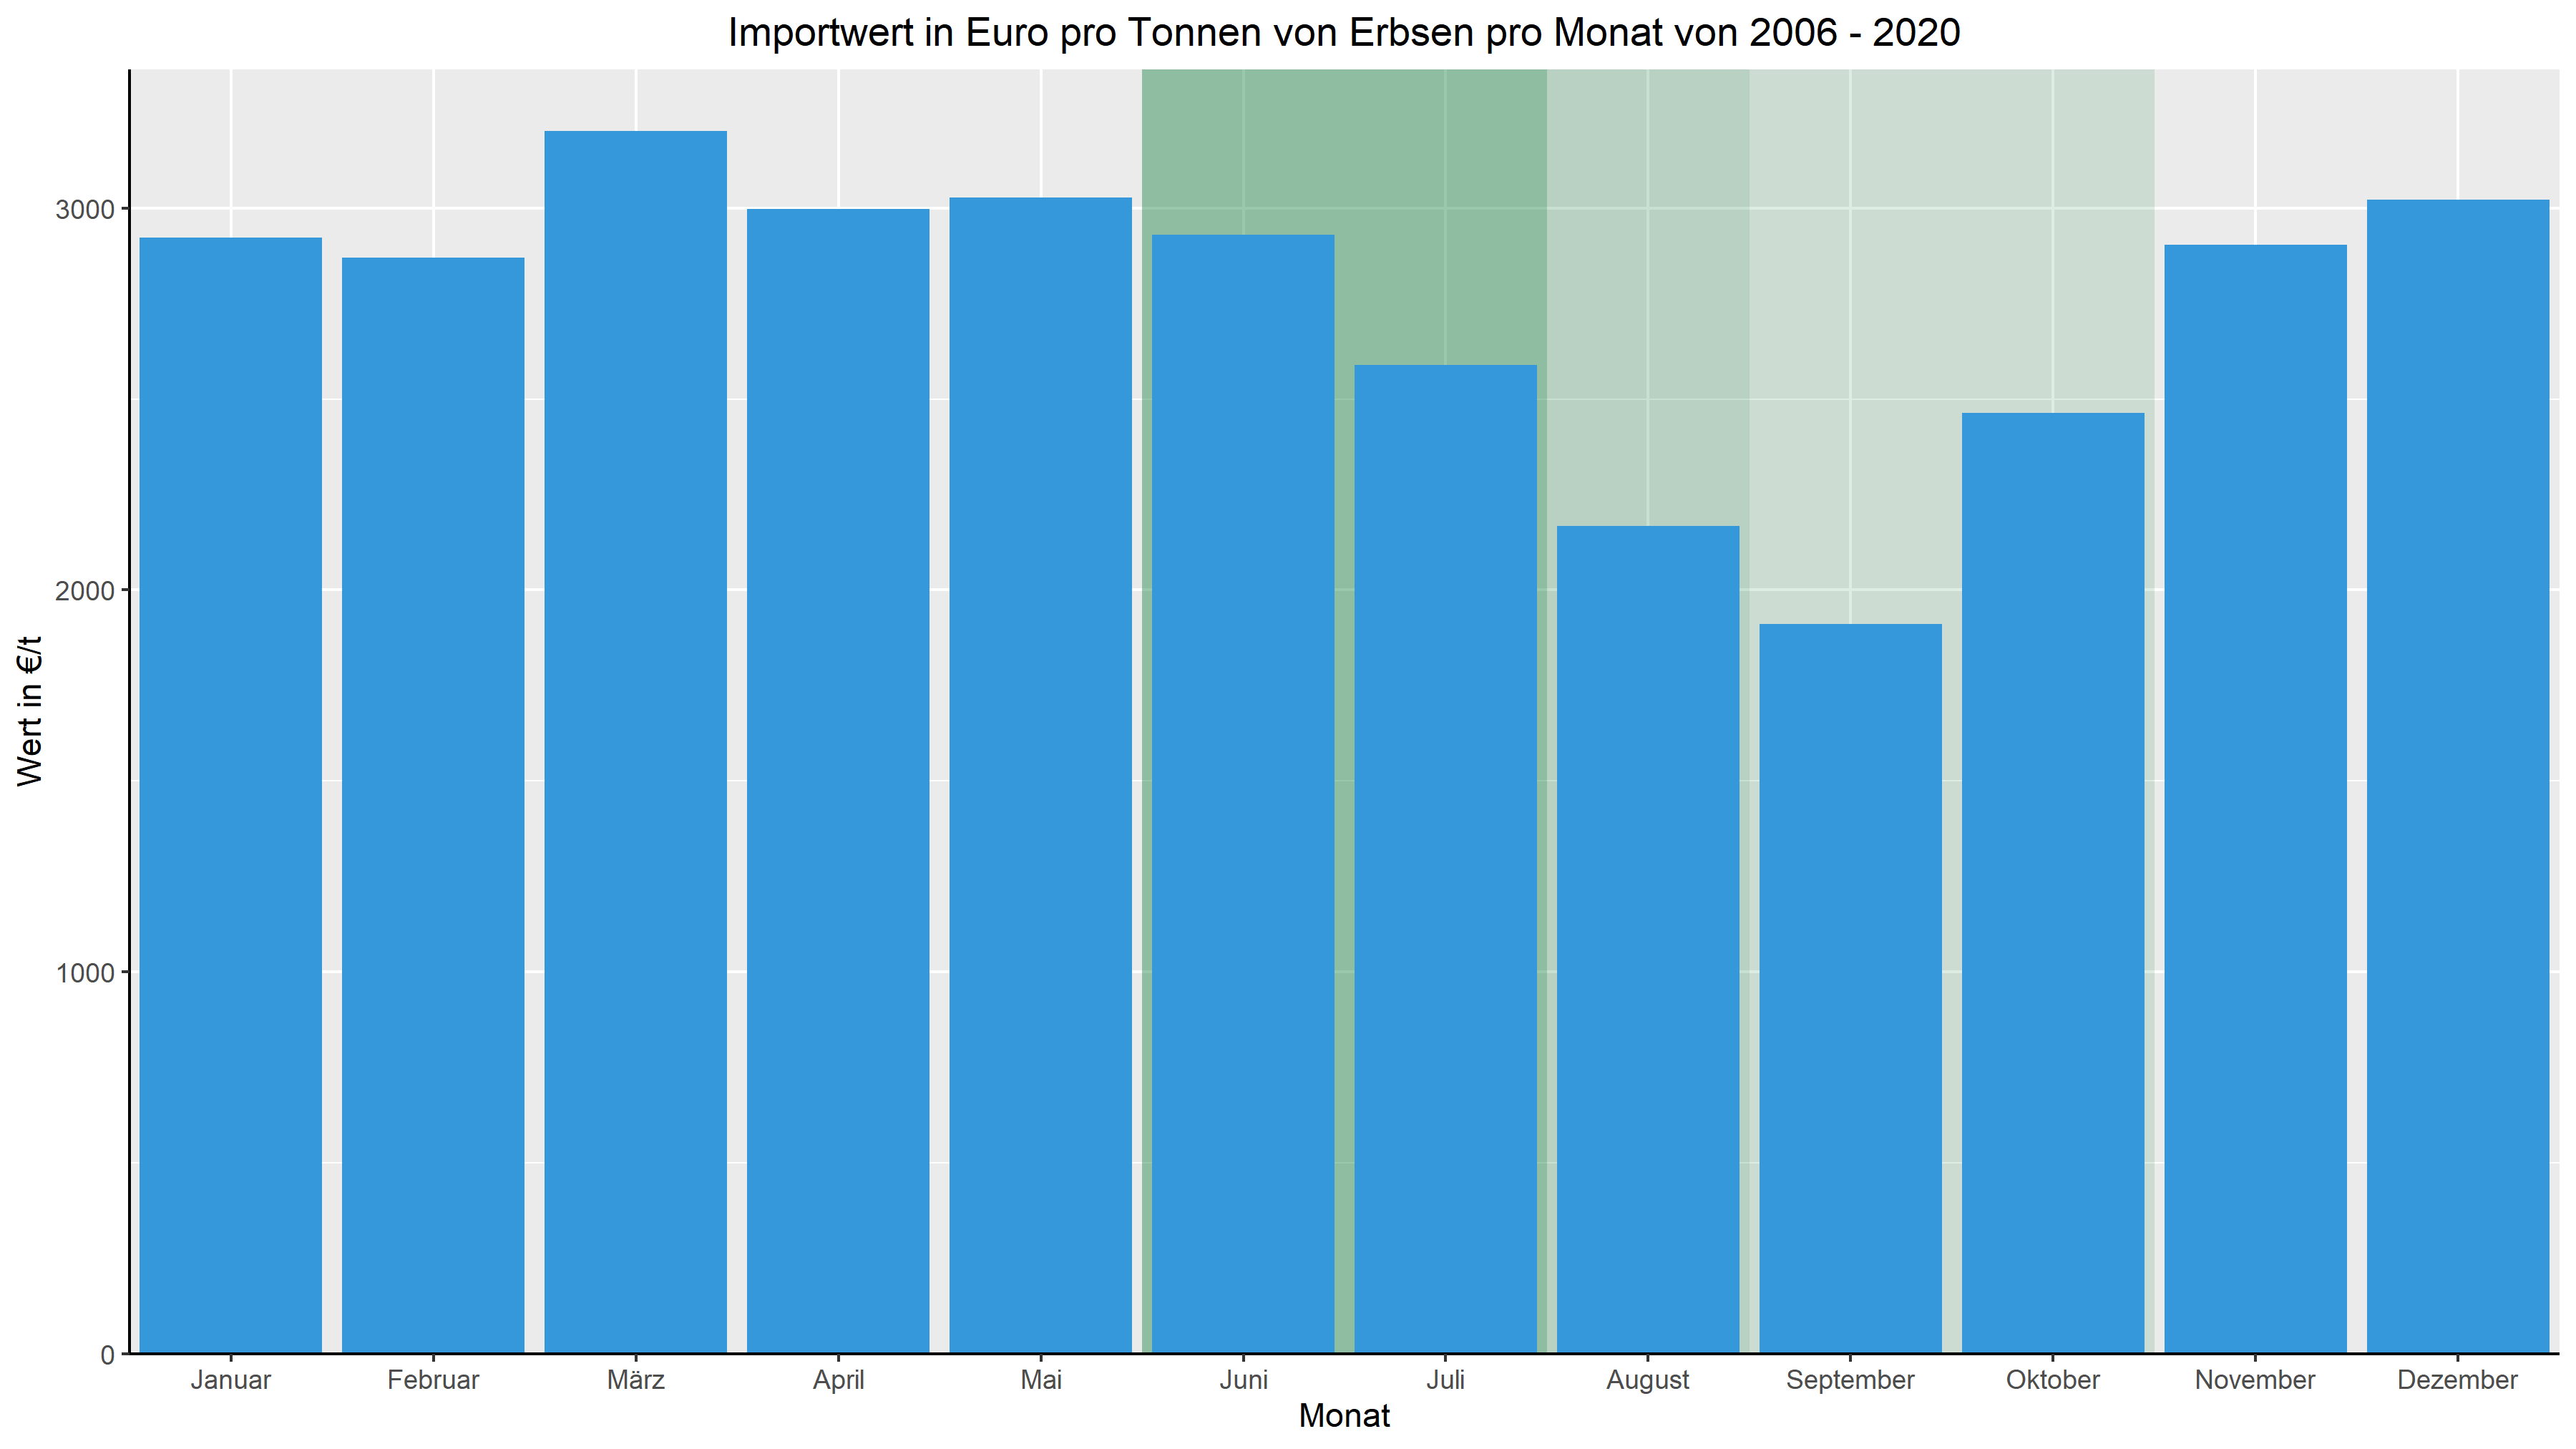 Importwert in Euro pro Tonnen von Erbsen pro Monat von 2006 - 2020
Wert in €/t
3000
2000
1000
0
Januar Februar März April Mai Juni Juli August September Oktober November Dezember
Monat